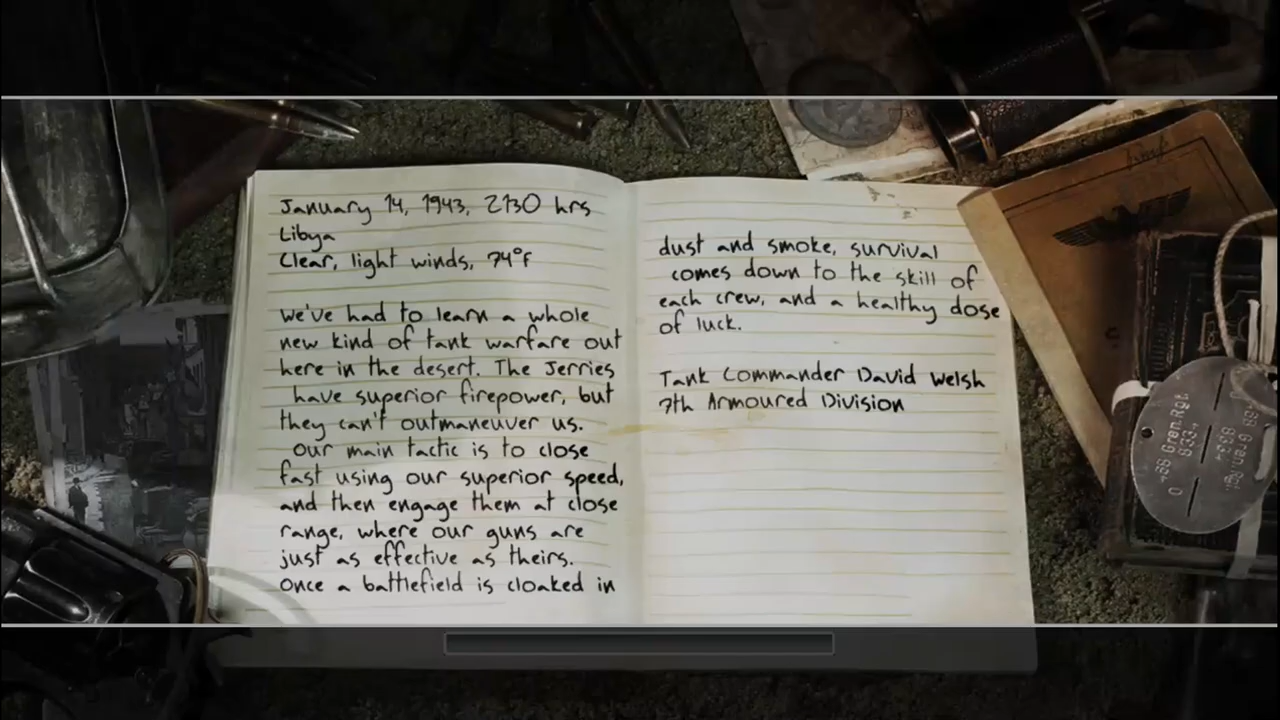 January 14, 1943, 2130 hrs
Libya
Clear, light winds, 74°F
We've had to learn a whole
new kind of tank warfare out
here in the desert. The Jerries
have superior firepower, but
they can't outmaneuver us.
Our main tactic is to close
fast using our superior speed,
and then engage them at close
range, where our guns are
just as effective as theirs.
Once a battlefield is cloaked in
dust and smoke, survival
comes down to the skill of
each crew, and a healthy dose
of luck.
Tank Commander David Welsh
7th Armoured Division